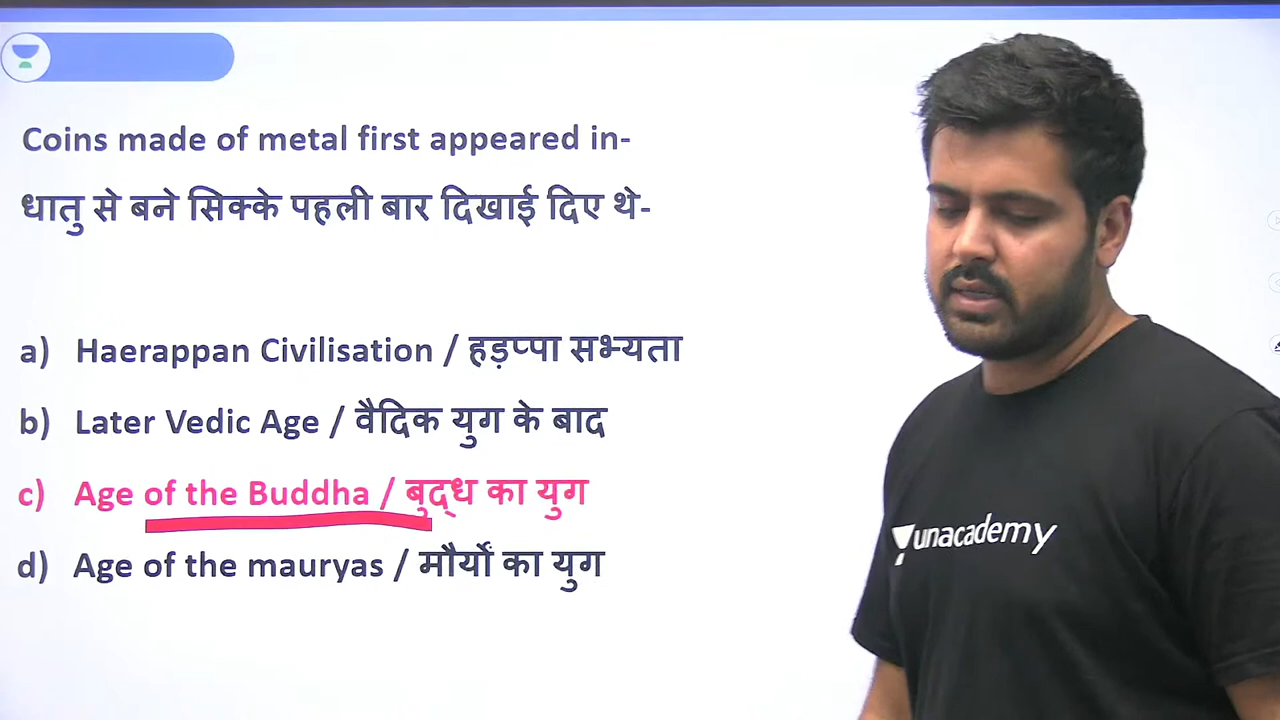 Coins made of metal first appeared in-
धातु से बने सिक्के पहली बार दिखाई दिए थे-
a) Haerappan Civilisation / हड़प्पा सभ्यता
b) Later Vedic Age / वैदिक युग के बाद
c) Age of the Buddha / बुद्ध का युग
d) Age of the mauryas / मौर्यों का युग
unacademy